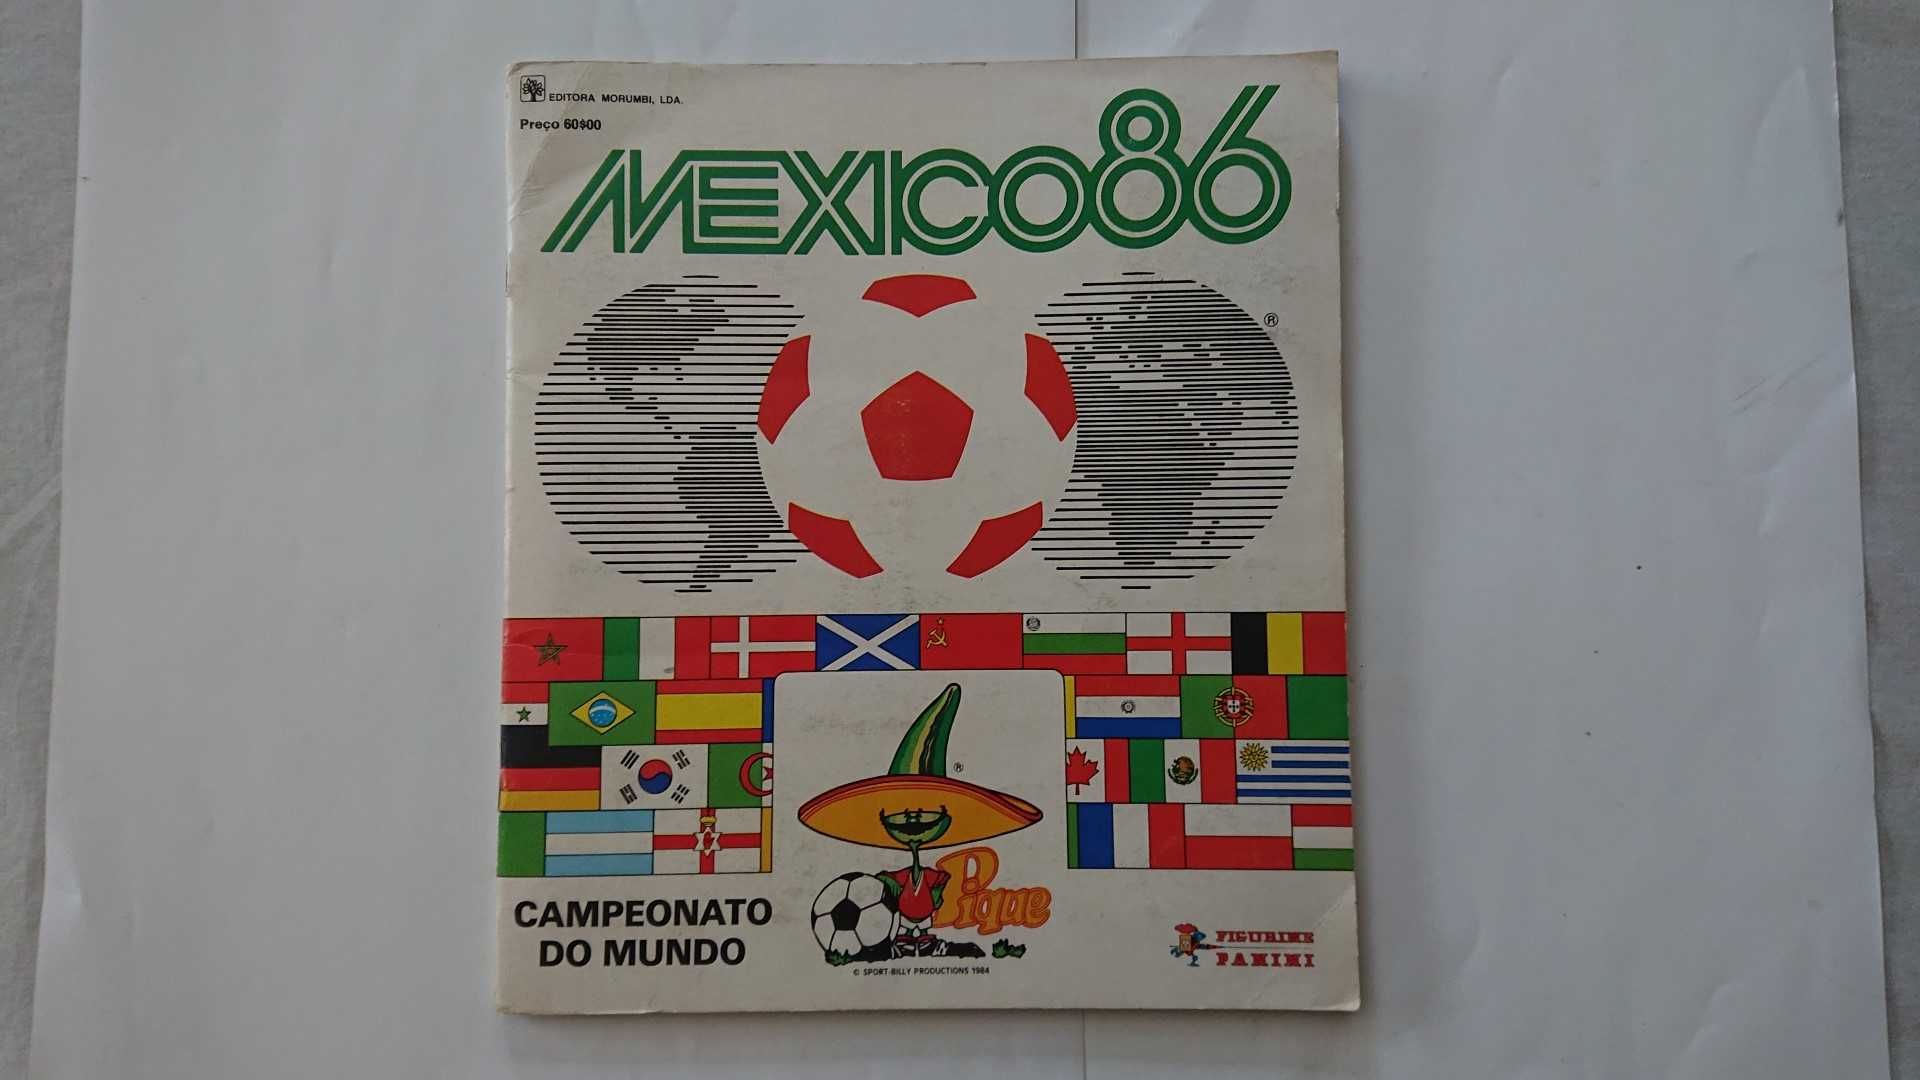 EDITORA MORUMBI, LDA.
Preço 60$00
MEXICO86
®
®
Pique
© SPORT-BILLY PRODUCTIONS 1984
CAMPEONATO
DO MUNDO
FIGURINE
PANINI